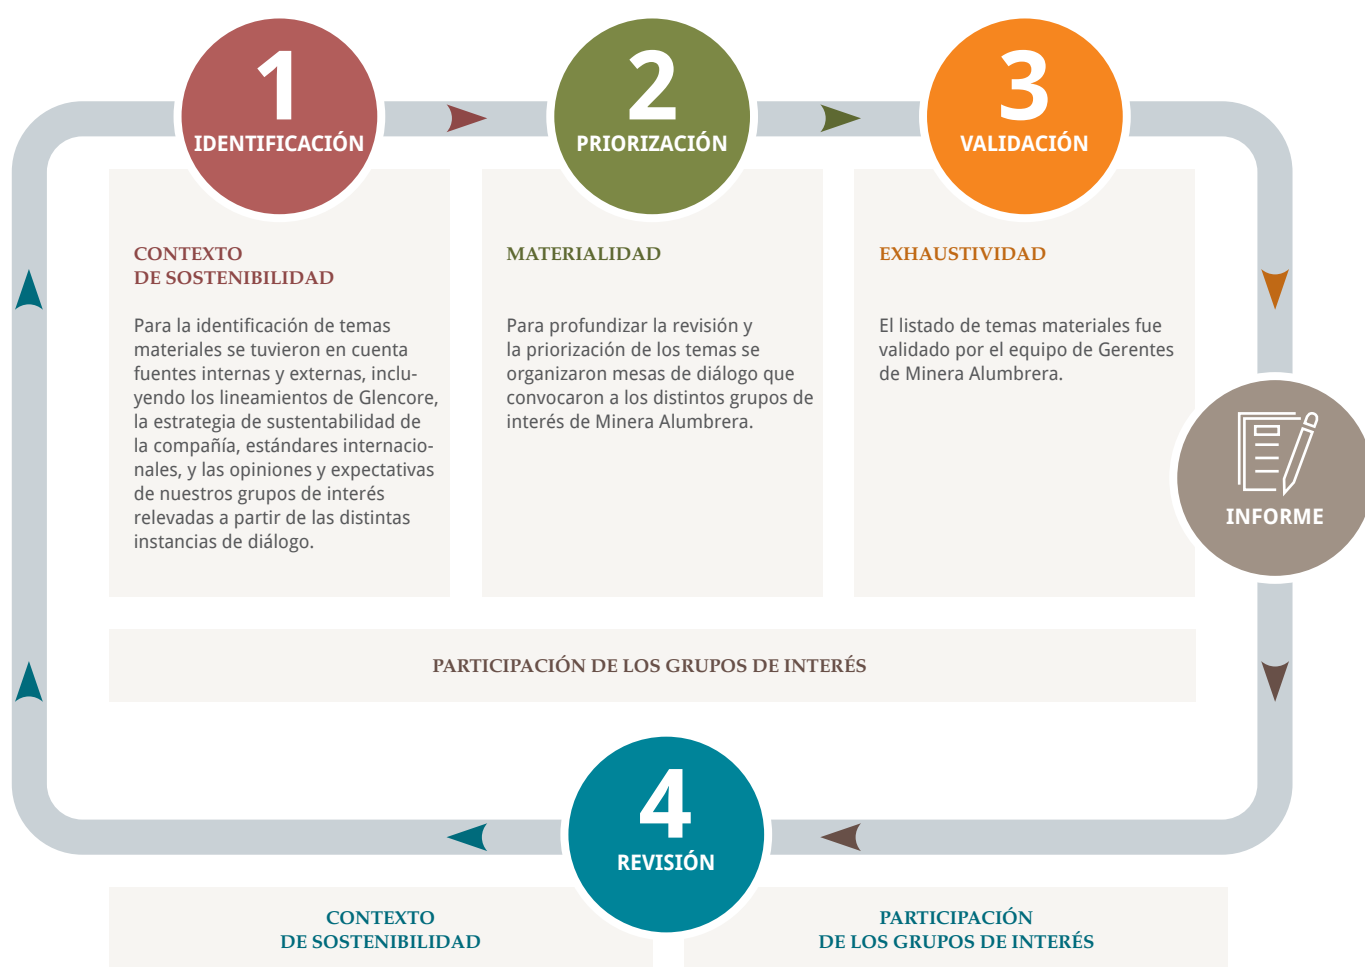 1
IDENTIFICACIÓN
CONTEXTO
DE SOSTENIBILIDAD
Para la identificación de temas
materiales se tuvieron en cuenta
fuentes internas y externas, inclu-
yendo los lineamientos de Glencore,
la estrategia de sustentabilidad de
la compañía, estándares internacio-
nales, y las opiniones y expectativas
de nuestros grupos de interés
relevadas a partir de las distintas
instancias de diálogo.
2
PRIORIZACIÓN
MATERIALIDAD
Para profundizar la revisión y
la priorización de los temas se
organizaron mesas de diálogo que
convocaron a los distintos grupos de
interés de Minera Alumbrera.
3
VALIDACIÓN
EXHAUSTIVIDAD
El listado de temas materiales fue
validado por el equipo de Gerentes
de Minera Alumbrera.
INFORME
PARTICIPACIÓN DE LOS GRUPOS DE INTERÉS
4
REVISIÓN
CONTEXTO
DE SOSTENIBILIDAD
PARTICIPACIÓN
DE LOS GRUPOS DE INTERÉS